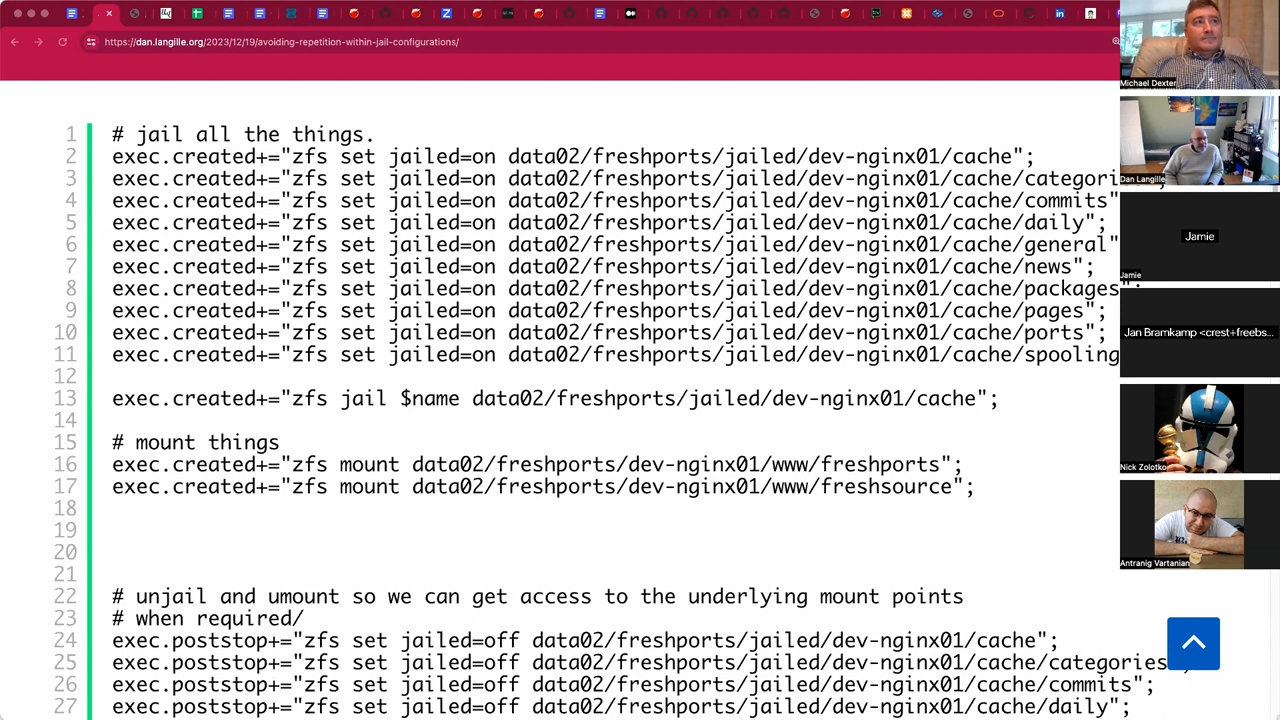 https://dan.langille.org/2023/12/19/avoiding-repetition-within-jail-configurations/
1 # jail all the things.
2 exec.created+="zfs set jailed=on data02/freshports/jailed/dev-nginx01/cache";
3 exec.created+="zfs set jailed=on data02/freshports/jailed/dev-nginx01/cache/categori
4 exec.created+="zfs set jailed=on data02/freshports/jailed/dev-nginx01/cache/commits"
5 exec.created+="zfs set jailed=on data02/freshports/jailed/dev-nginx01/cache/daily";
6 exec.created+="zfs set jailed=on data02/freshports/jailed/dev-nginx01/cache/general"
7 exec.created+="zfs set jailed=on data02/freshports/jailed/dev-nginx01/cache/news";
8 exec.created+="zfs set jailed=on data02/freshports/jailed/dev-nginx01/cache/packages";
9 exec.created+="zfs set jailed=on data02/freshports/jailed/dev-nginx01/cache/pages";
10 exec.created+="zfs set jailed=on data02/freshports/jailed/dev-nginx01/cache/ports";
11 exec.created+="zfs set jailed=on data02/freshports/jailed/dev-nginx01/cache/spooling
12
13 exec.created+="zfs jail $name data02/freshports/jailed/dev-nginx01/cache";
14
15 # mount things
16 exec.created+="zfs mount data02/freshports/dev-nginx01/www/freshports";
17 exec.created+="zfs mount data02/freshports/dev-nginx01/www/freshsource";
18
19
20
21
22 # unjail and umount so we can get access to the underlying mount points
23 # when required/
24 exec.poststop+="zfs set jailed=off data02/freshports/jailed/dev-nginx01/cache";
25 exec.poststop+="zfs set jailed=off data02/freshports/jailed/dev-nginx01/cache/categories";
26 exec.poststop+="zfs set jailed=off data02/freshports/jailed/dev-nginx01/cache/commits";
27 exec.poststop+="zfs set jailed=off data02/freshports/jailed/dev-nginx01/cache/daily";
Michael Dexter
Dan Langille
Jamie
Jamie
Jan Bramkamp <crest+freebs...
Nick Zolotko
Antranig Vartanian